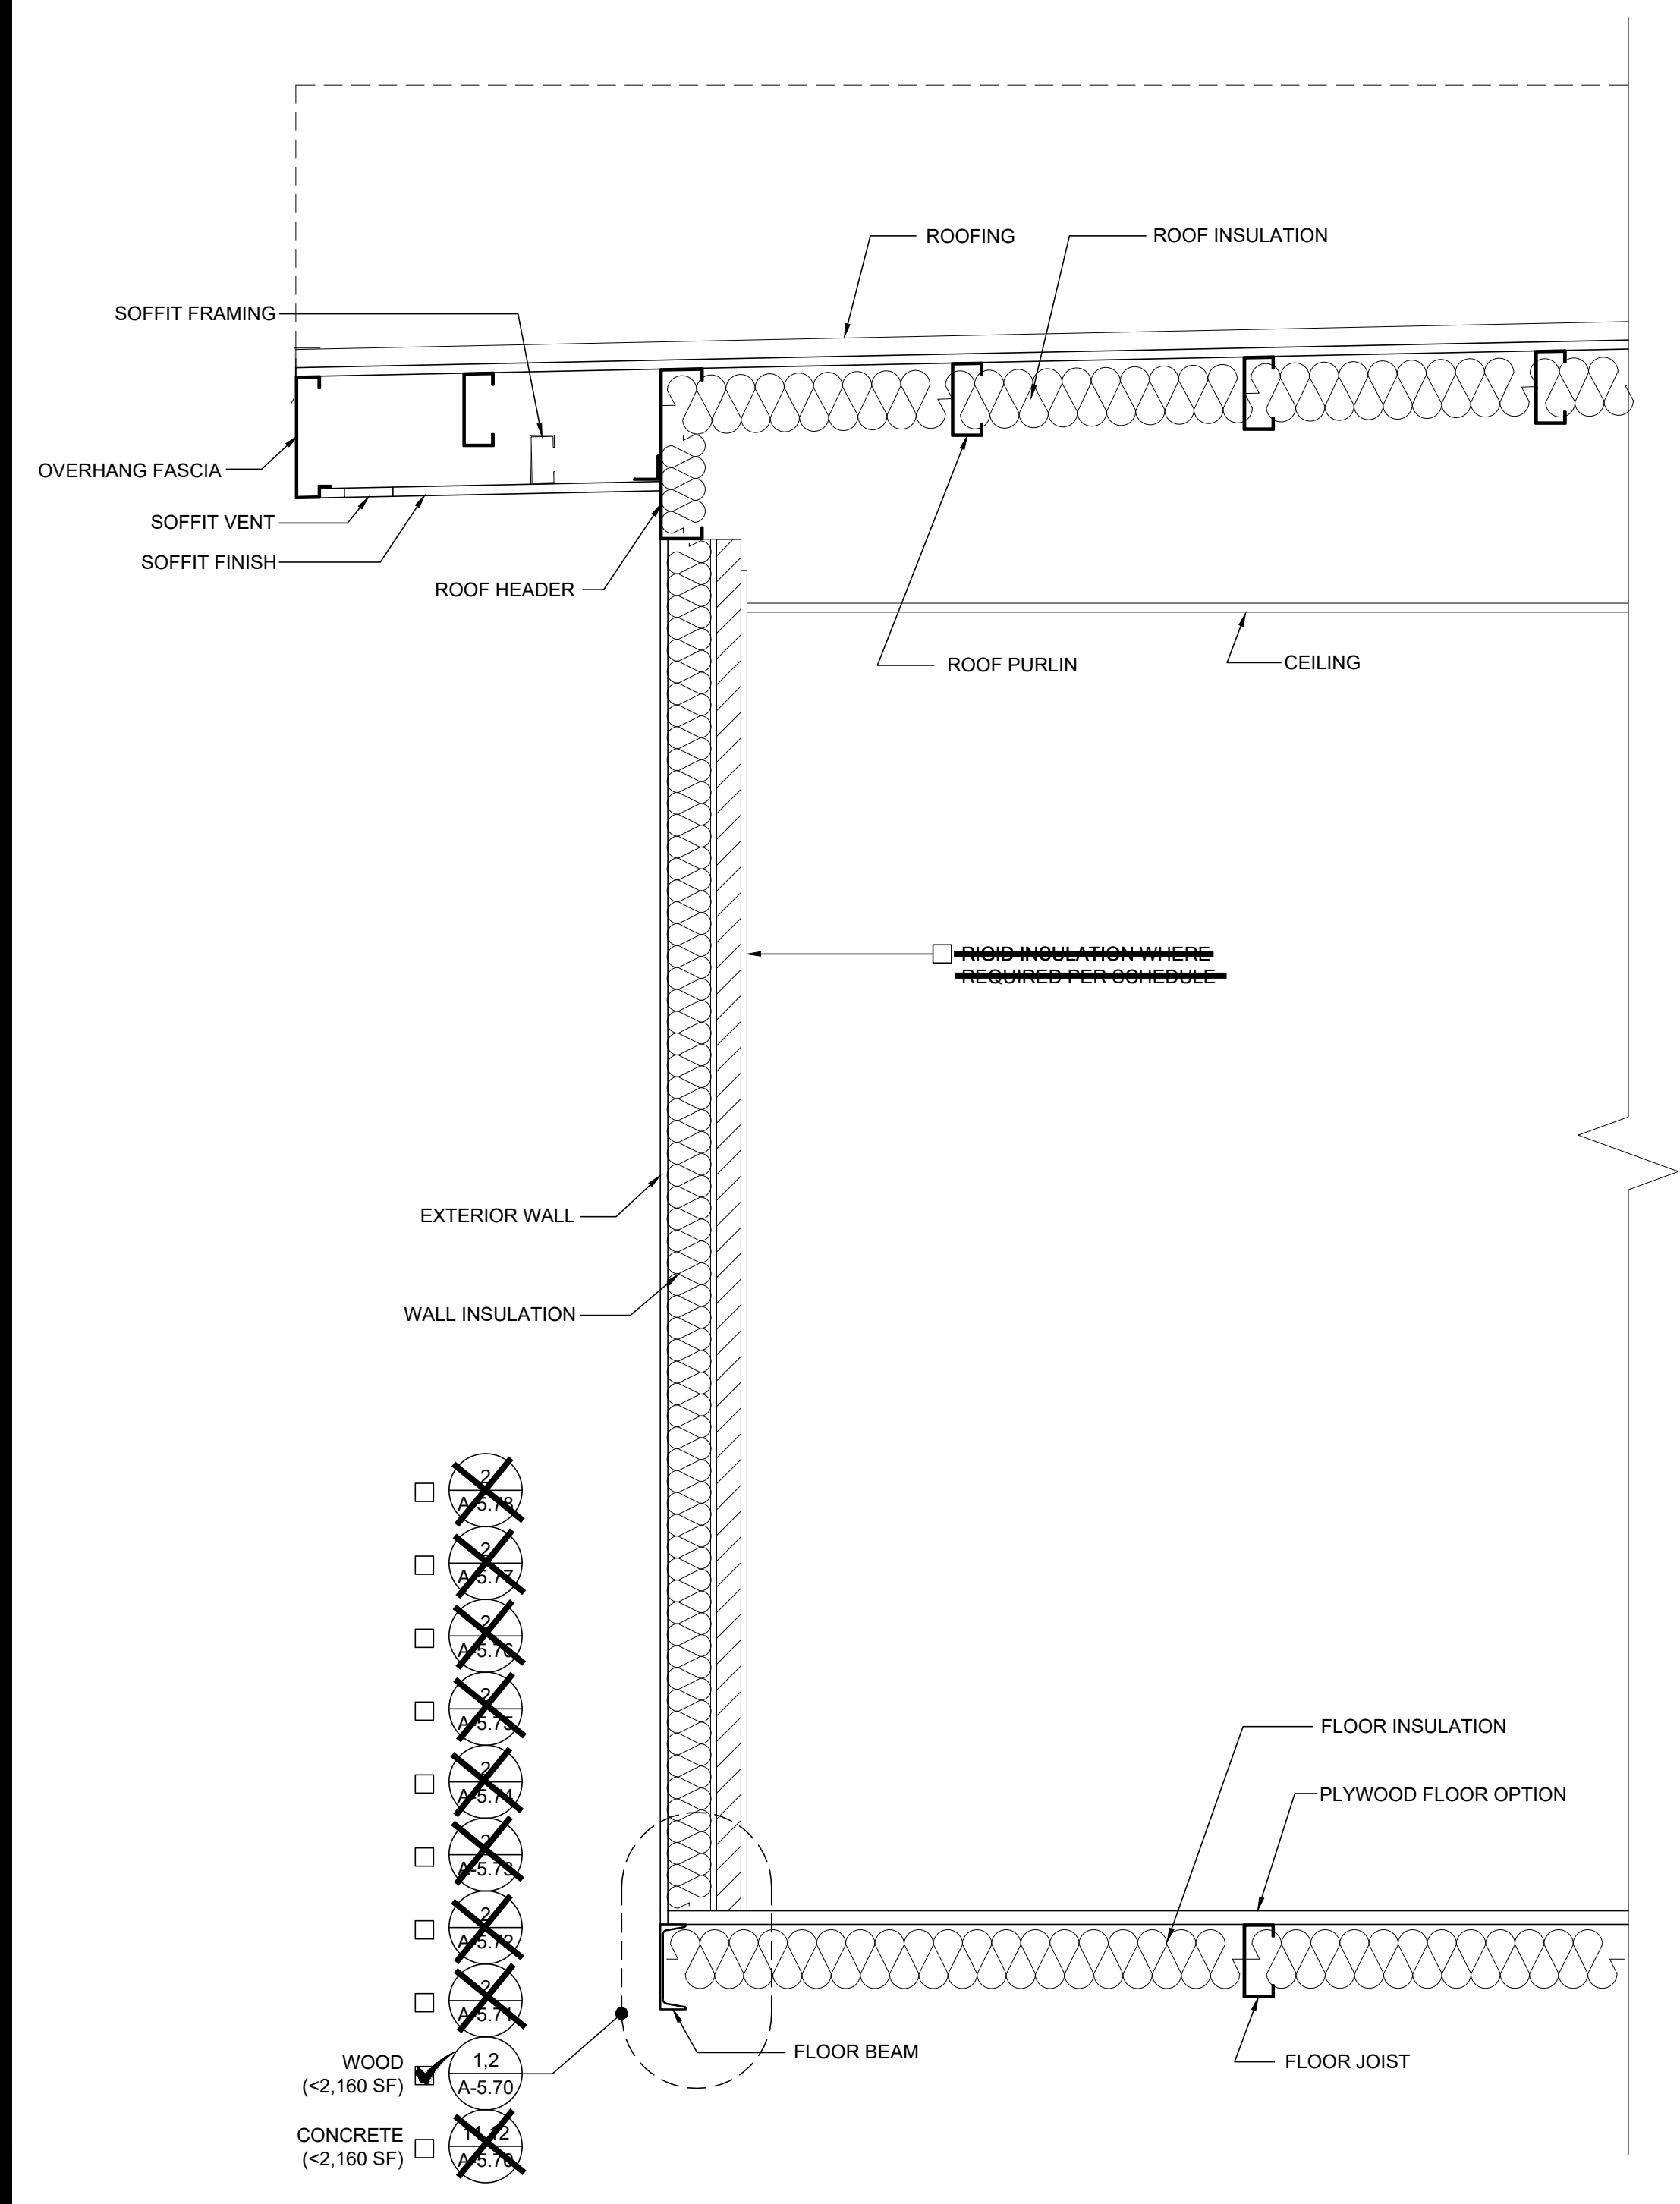 ROOFING
ROOF INSULATION
SOFFIT FRAMING
OVERHANG FASCIA
SOFFIT VENT
SOFFIT FINISH
ROOF HEADER
ROOF PURLIN
CEILING
RIGID INSULATION WHERE
REQUIRED PER SCHEDULE
EXTERIOR WALL
WALL INSULATION
2
A-5.78
2
A-5.77
2
A-5.76
2
A-5.75
2
A-5.74
2
A-5.73
2
A-5.72
2
A-5.71
FLOOR INSULATION
PLYWOOD FLOOR OPTION
WOOD
(<2,160 SF)
1,2
A-5.70
FLOOR BEAM
FLOOR JOIST
CONCRETE
(<2,160 SF)
11,12
A-5.70